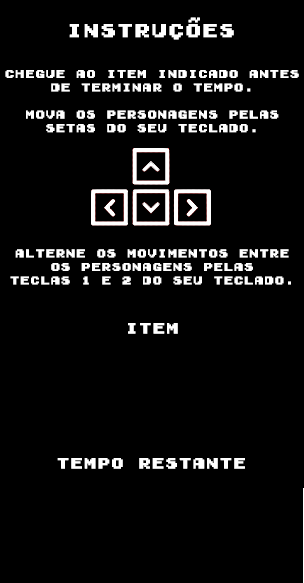 INSTRUÇÕES
CHEGUE AO ITEM INDICADO ANTES
DE TERMINAR O TEMPO.
MOVA OS PERSONAGENS PELAS
SETAS DO SEU TECLADO.
ALTERNE OS MOVIMENTOS ENTRE
OS PERSONAGENS PELAS
TECLAS 1 E 2 DO SEU TECLADO.
ITEM
TEMPO RESTANTE